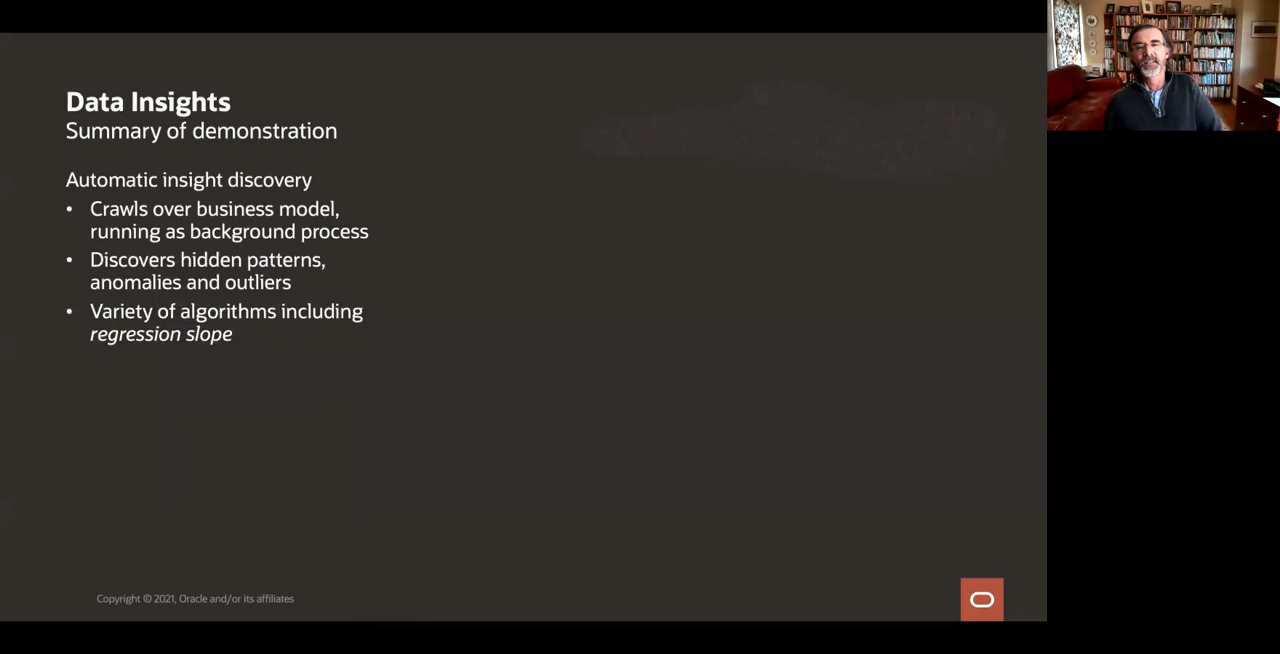 Data Insights
Summary of demonstration
Automatic insight discovery
• Crawls over business model,
running as background process
• Discovers hidden patterns,
anomalies and outliers
• Variety of algorithms including
regression slope
Copyright © 2021, Oracle and/or its affiliates